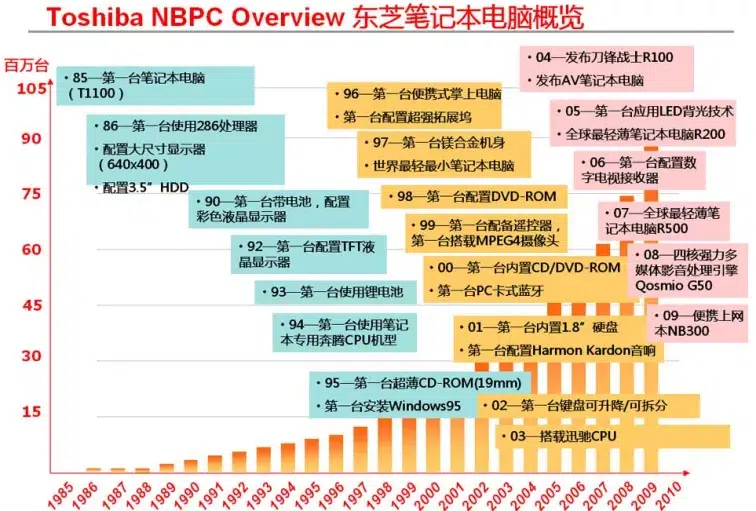 Toshiba NBPC Overview 东芝笔记本电脑概览
百万台
105
90
75
60
45
30
15
· 85—第一台笔记本电脑
（T1100）
· 86—第一台使用286处理器
· 配置大尺寸显示器
（640x400）
· 配置3.5”HDD
· 90—第一台带电池，配置
彩色液晶显示器
· 92—第一台配置TFT液
晶显示器
· 93—第一台使用锂电池
· 94—第一台使用笔记
本专用奔腾CPU机型
· 95—第一台超薄CD-ROM(19mm)
· 第一台安装Windows95
· 96—第一台便携式掌上电脑
· 第一台配置超强拓展坞
· 97—第一台镁合金机身
· 世界最轻最小笔记本电脑
· 98—第一台配置DVD-ROM
· 99—第一台配备遥控器，
第一台搭载MPEG4摄像头
· 00—第一台内置CD/DVD-ROM
· 第一台PC卡式蓝牙
· 01—第一台内置1.8”硬盘
· 第一台配置Harmon Kardon音响
· 02—第一台键盘可升降/可拆分
· 03—搭载迅驰CPU
· 04—发布刀锋战士R100
· 发布AV笔记本电脑
· 05—第一台应用LED背光技术
· 全球最轻薄笔记本电脑R200
· 06—第一台配置数
字电视接收器
· 07—全球最轻薄笔
记本电脑R500
· 08—四核强力多
媒体影音处理引擎
Qosmio G50
· 09—便携上网
本NB300
1985
1986
1987
1988
1989
1990
1991
1992
1993
1994
1995
1996
1997
1998
1999
2000
2001
2002
2003
2004
2005
2006
2007
2008
2009
2010